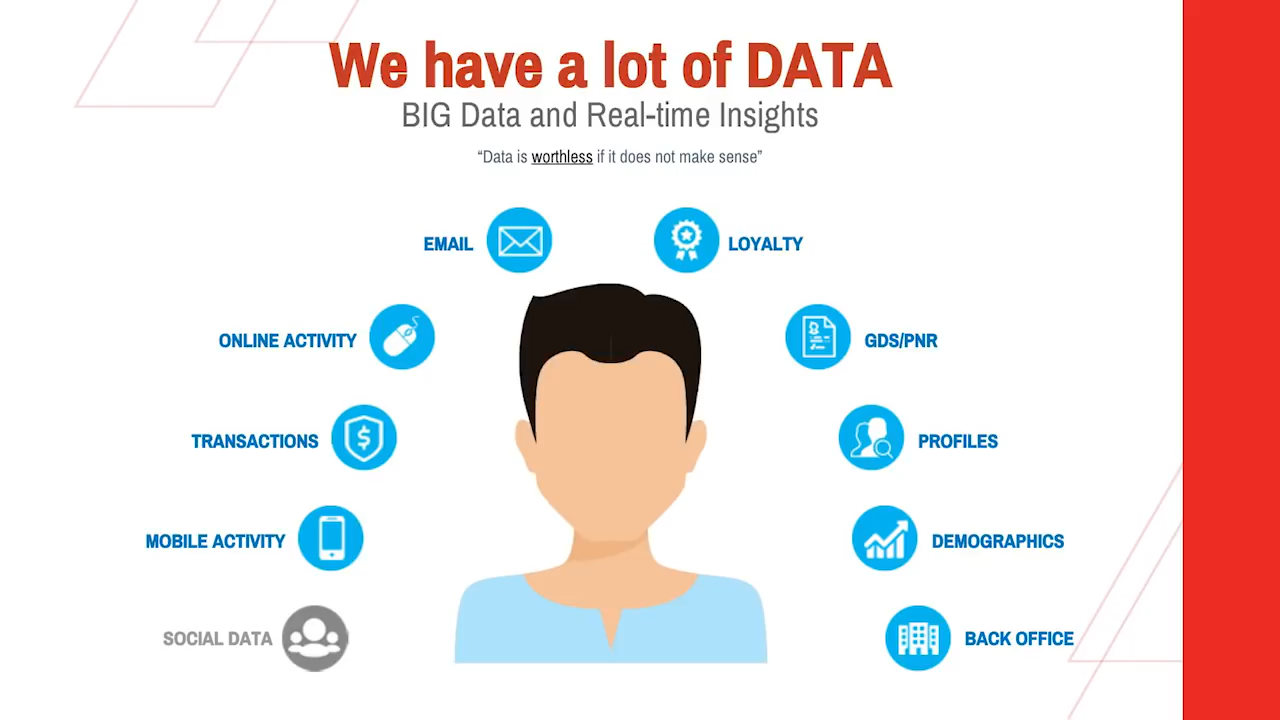 We have a lot of DATA
BIG Data and Real-time Insights
“Data is worthless if it does not make sense”
EMAIL
LOYALTY
ONLINE ACTIVITY
GDS/PNR
TRANSACTIONS
PROFILES
MOBILE ACTIVITY
DEMOGRAPHICS
SOCIAL DATA
BACK OFFICE